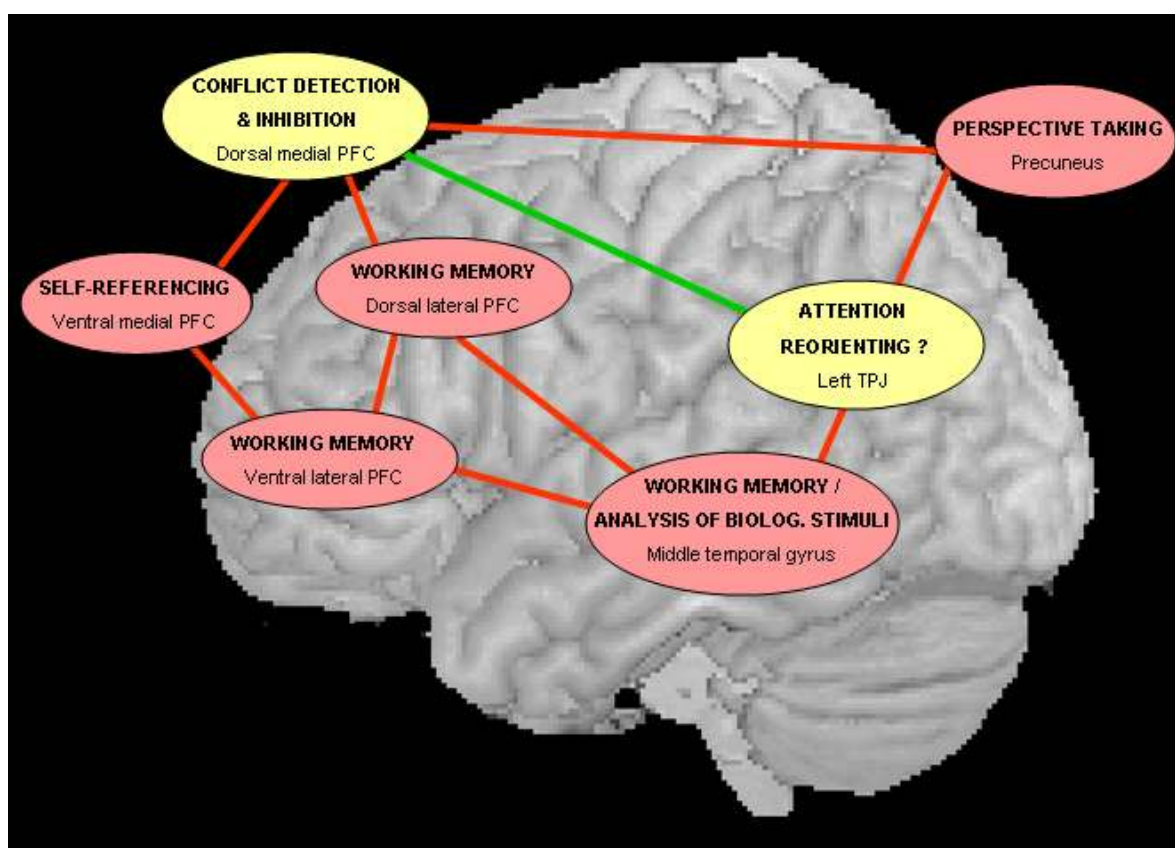 CONFLICT DETECTION
& INHIBITION
Dorsal medial PFC
PERSPECTIVE TAKING
Precuneus
SELF-REFERENCING
Ventral medial PFC
WORKING MEMORY
Dorsal lateral PFC
ATTENTION
REORIENTING ?
Left TPJ
WORKING MEMORY
Ventral lateral PFC
WORKING MEMORY /
ANALYSIS OF BIOLOG. STIMULI
Middle temporal gyrus